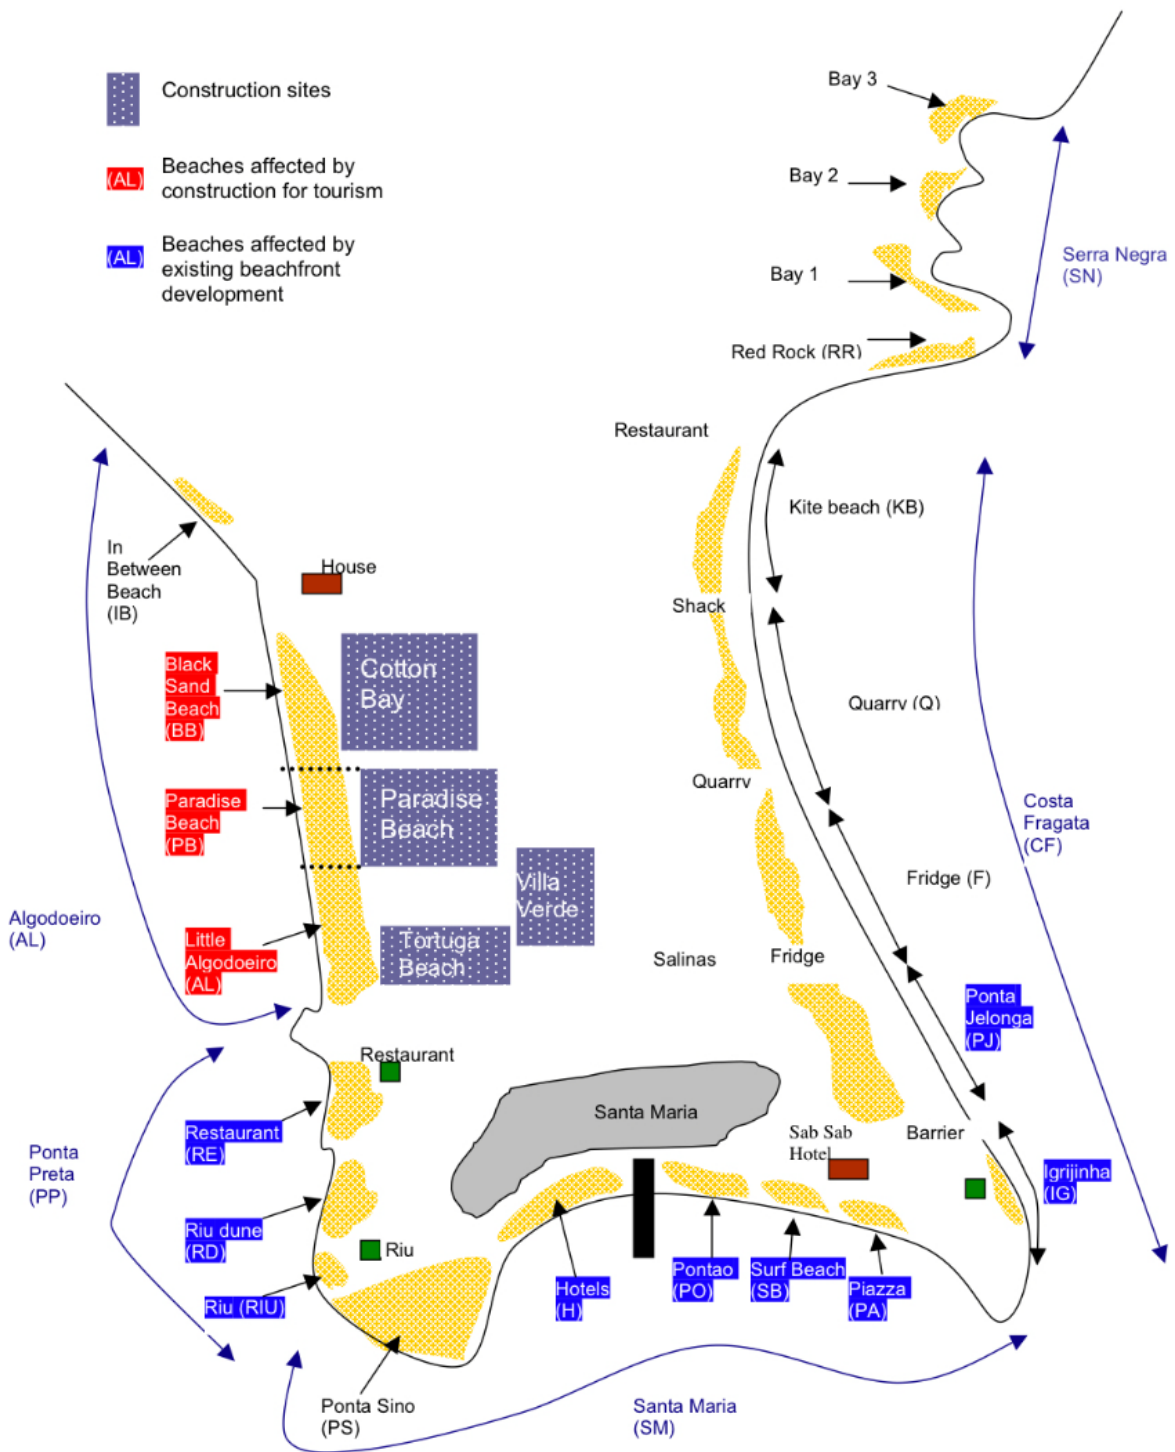 Construction sites
(AL)
Beaches affected by
construction for tourism
(AL)
Beaches affected by
existing beachfront
development
Bay 3
Bay 2
Bay 1
Red Rock (RR)
Serra Negra
(SN)
Restaurant
Kite beach (KB)
Shack
Quarry (Q)
Quarry
Costa
Fragata
(CF)
Fridge (F)
Salinas
Fridge
Ponta
Jelonga
(PJ)
Barrier
Igrijinha
(IG)
In
Between
Beach
(IB)
House
Black
Sand
Beach
(BB)
Cotton
Bay
Paradise
Beach
(PB)
Paradise
Beach
Villa
Verde
Algodoeiro
(AL)
Little
Algodoeiro
(AL)
Tortuga
Beach
Restaurant
Restaurant
(RE)
Ponta
Preta
(PP)
Riu dune
(RD)
Riu
Riu (RIU)
Santa Maria
Sab Sab
Hotel
Hotels
(H)
Pontao
(PO)
Surf Beach
(SB)
Piazza
(PA)
Ponta Sino
(PS)
Santa Maria
(SM)